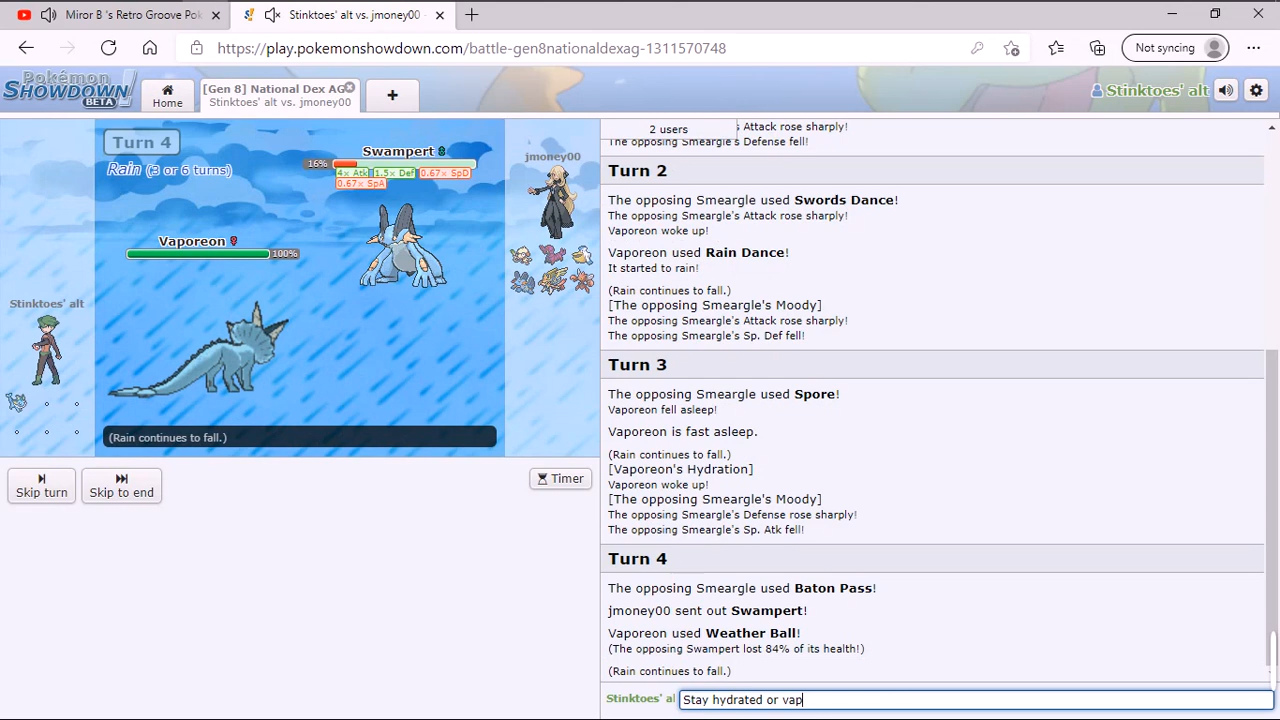 Miror B 's Retro Groove Pok
Stinktoes' alt vs. jmoney00 -
https://play.pokemonshowdown.com/battle-gen8nationaldexag-1311570748
Not syncing
Pokémon
SHOWDOWN
BETA
Home
[Gen 8] National Dex AG
Stinktoes' alt vs. jmoney00
+
Stinktoes' alt
Turn 4
Rain (3 or 6 turns)
Swampert
16%
4× Atk 1.5× Def 0.67× SpD
0.67× SpA
jmoney00
Vaporeon
100%
Stinktoes' alt
(Rain continues to fall.)
Skip turn
Skip to end
Timer
2 users
s Attack rose sharply!
The opposing Smeargle's Defense fell!
Turn 2
The opposing Smeargle used Swords Dance!
The opposing Smeargle's Attack rose sharply!
Vaporeon woke up!
Vaporeon used Rain Dance!
It started to rain!
(Rain continues to fall.)
[The opposing Smeargle's Moody]
The opposing Smeargle's Attack rose sharply!
The opposing Smeargle's Sp. Def fell!
Turn 3
The opposing Smeargle used Spore!
Vaporeon fell asleep!
Vaporeon is fast asleep.
(Rain continues to fall.)
[Vaporeon's Hydration]
Vaporeon woke up!
[The opposing Smeargle's Moody]
The opposing Smeargle's Defense rose sharply!
The opposing Smeargle's Sp. Atk fell!
Turn 4
The opposing Smeargle used Baton Pass!
jmoney00 sent out Swampert!
Vaporeon used Weather Ball!
(The opposing Swampert lost 84% of its health!)
(Rain continues to fall.)
Stinktoes' al
Stay hydrated or vap